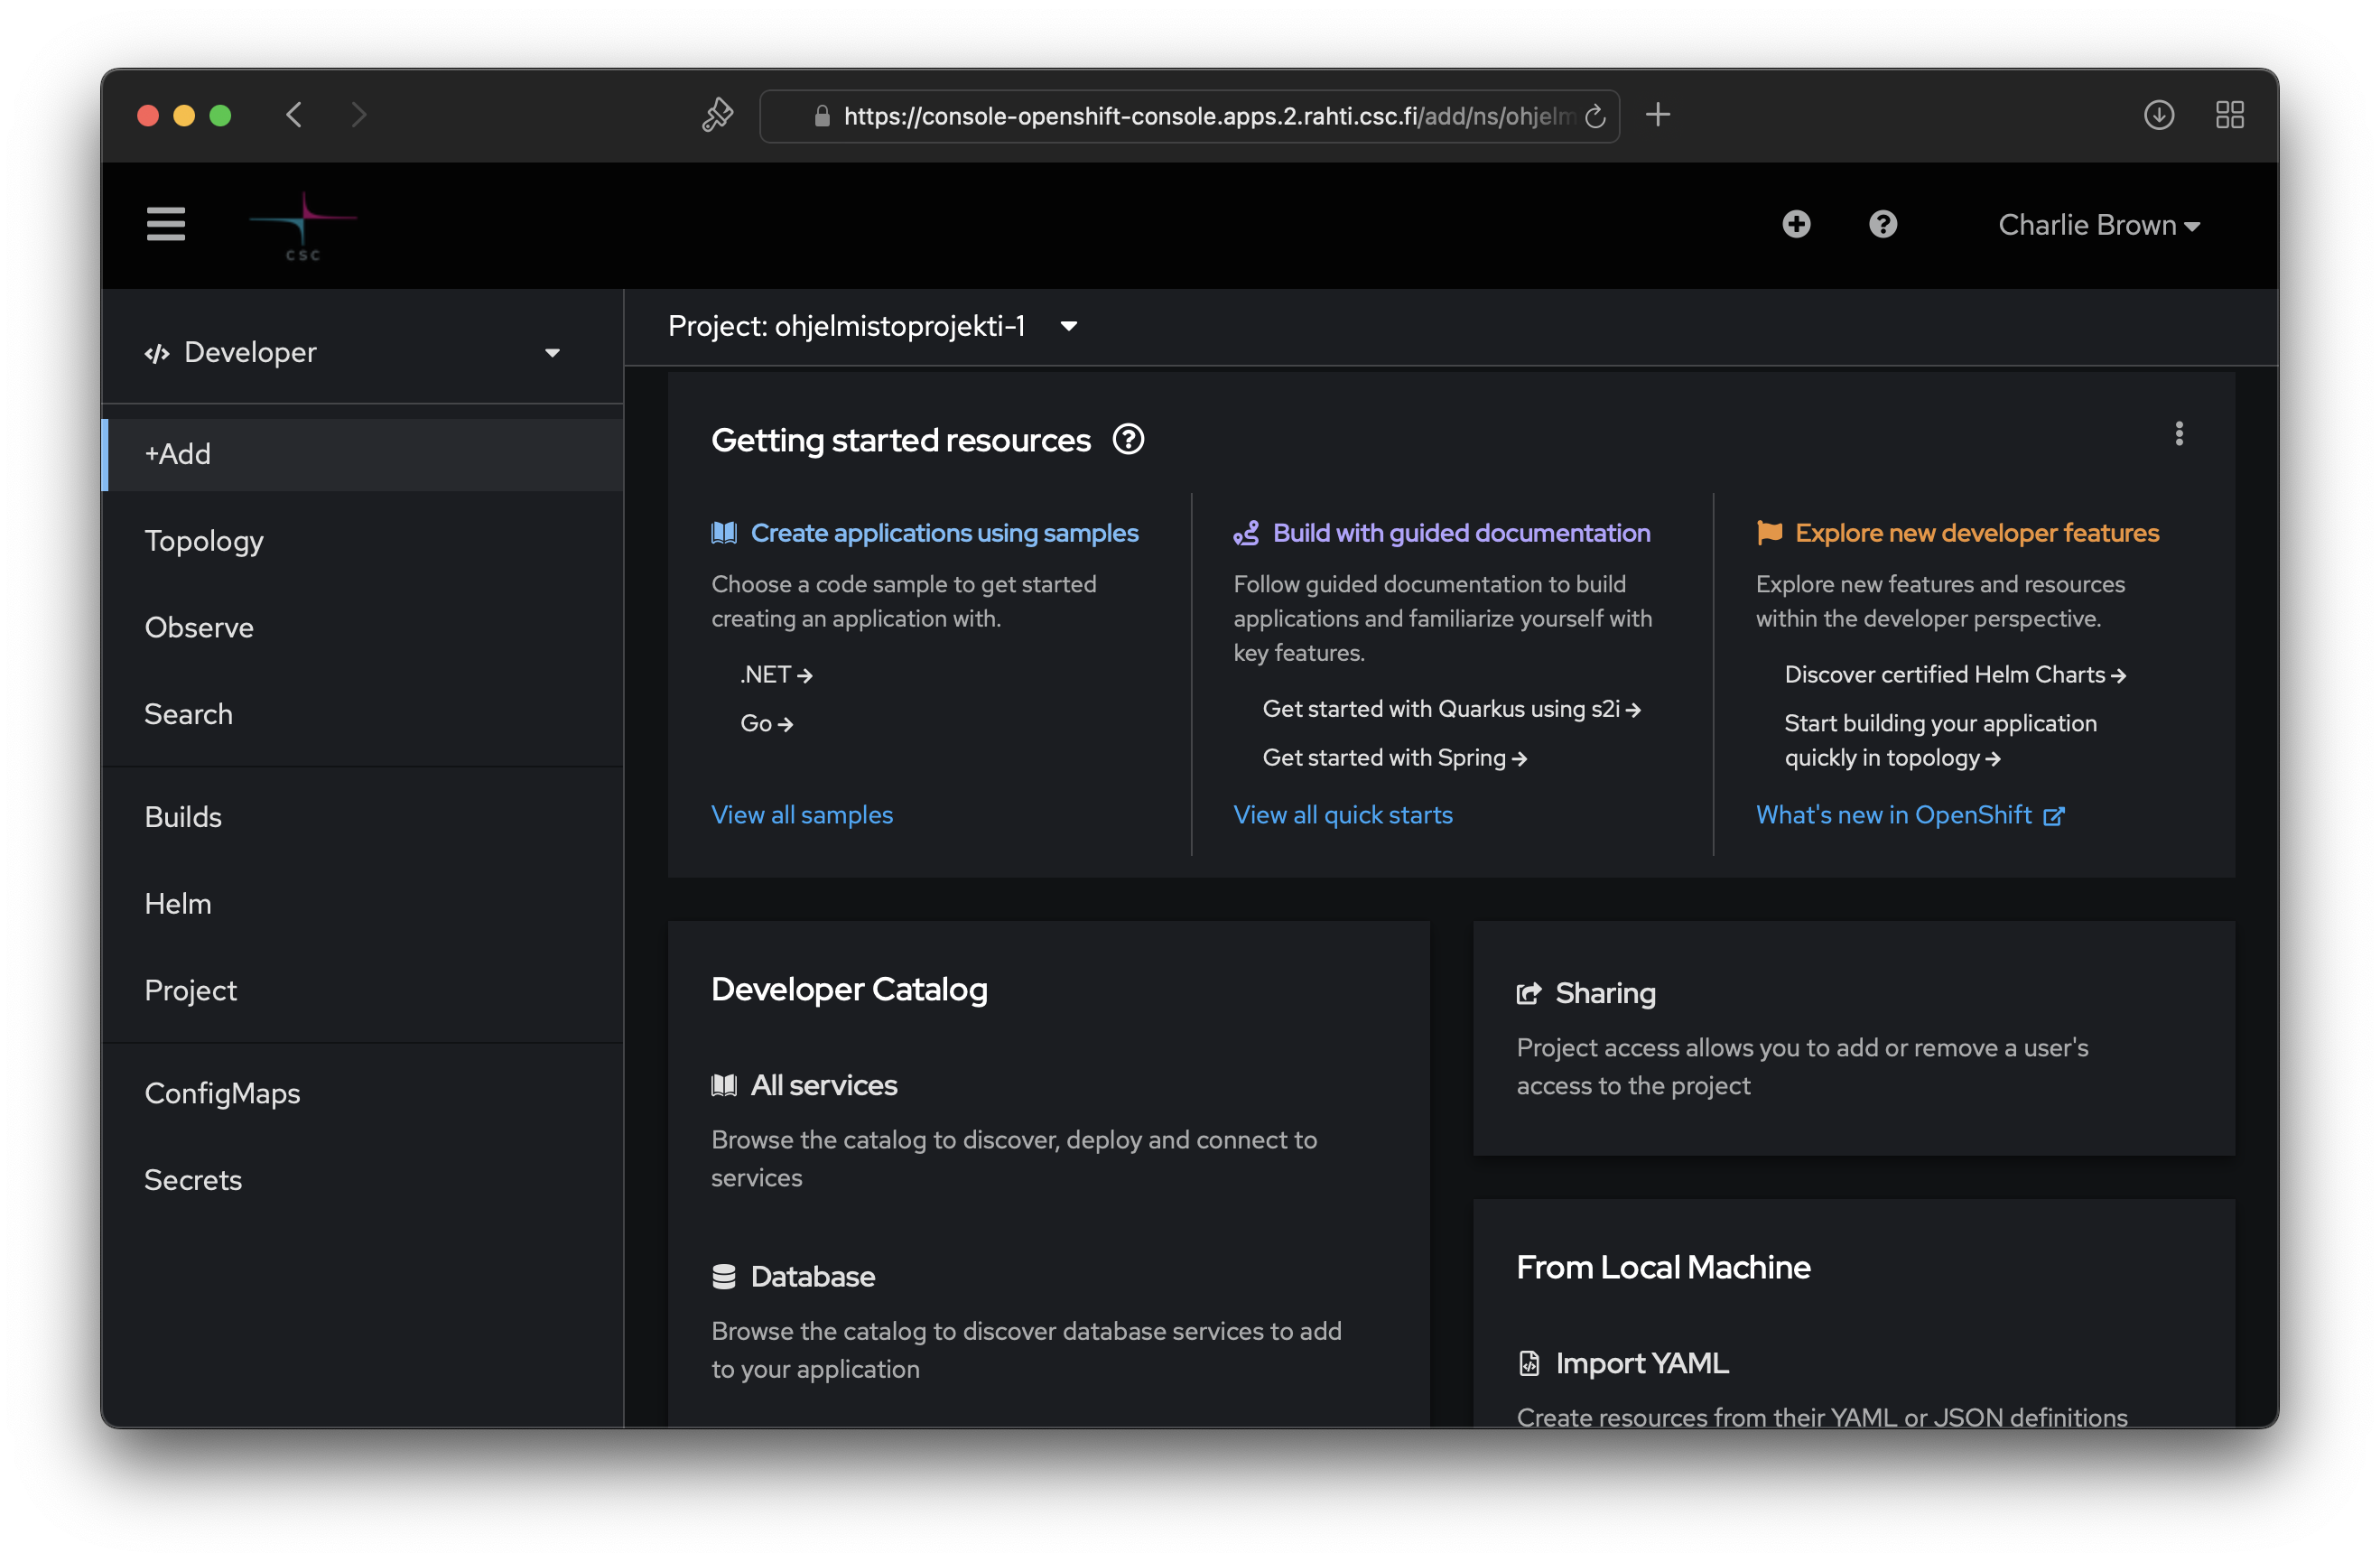 https://console-openshift-console.apps.2.rahti.csc.fi/add/ns/ohjelm
CSC
Charlie Brown
Developer
+Add
Topology
Observe
Search
Builds
Helm
Project
ConfigMaps
Secrets
Project: ohjelmistoprojekti-1
Getting started resources
Create applications using samples
Choose a code sample to get started
creating an application with.
.NET
Go
View all samples
Build with guided documentation
Follow guided documentation to build
applications and familiarize yourself with
key features.
Get started with Quarkus using s2i
Get started with Spring
View all quick starts
Explore new developer features
Explore new features and resources
within the developer perspective.
Discover certified Helm Charts
Start building your application
quickly in topology
What's new in OpenShift
Developer Catalog
All services
Browse the catalog to discover, deploy and connect to
services
Database
Browse the catalog to discover database services to add
to your application
Sharing
Project access allows you to add or remove a user's
access to the project
From Local Machine
Import YAML
Create resources from their YAML or JSON definitions